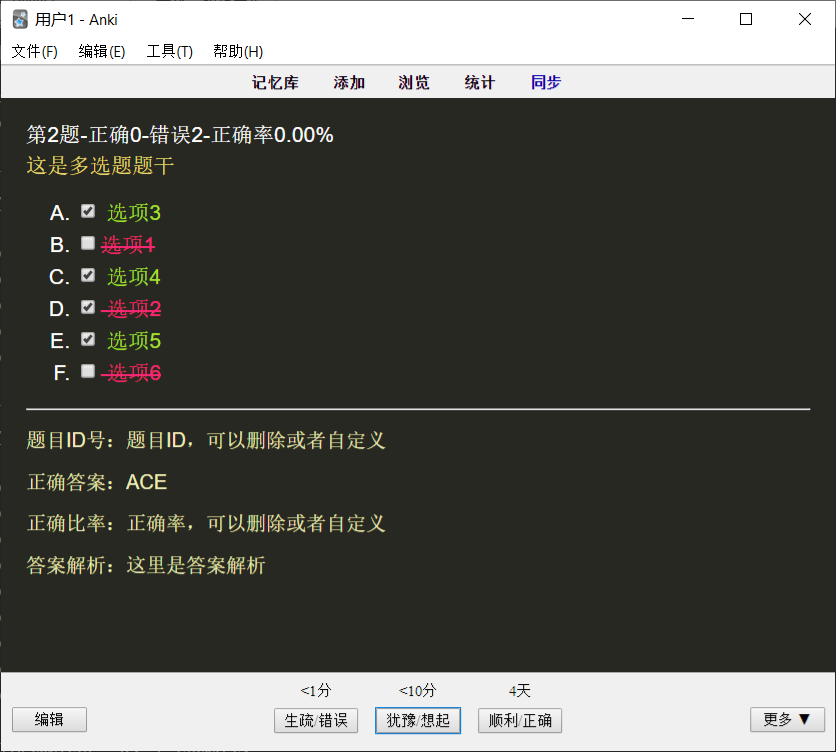 用户1 - Anki
文件(F) 编辑(E) 工具(T) 帮助(H)
记忆库 添加 浏览 统计 同步
第2题-正确0-错误2-正确率0.00%
这是多选题题干
A. 选项3
B. 选项1
C. 选项4
D. 选项2
E. 选项5
F. 选项6
题目ID号：题目ID，可以删除或者自定义
正确答案：ACE
正确比率：正确率，可以删除或者自定义
答案解析：这里是答案解析
<1分 <10分 4天
编辑 生疏/错误 犹豫/想起 顺利/正确 更多 ▼